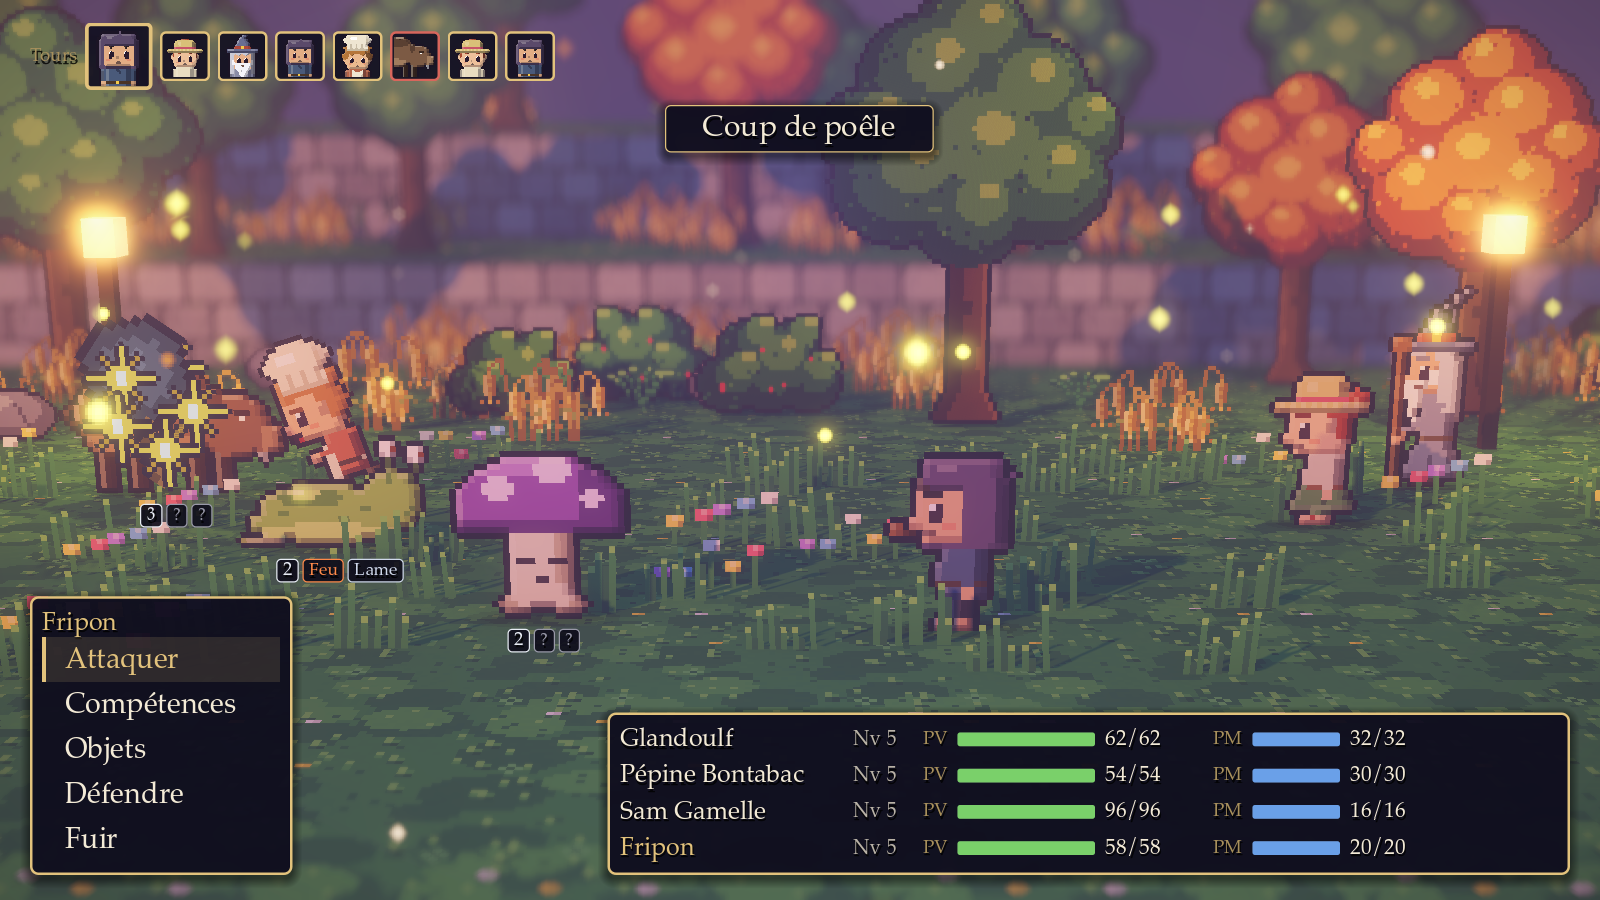 Tours
Coup de poêle
3 ? ?
2 Feu Lame
2 ? ?
Fripon
Attaquer
Compétences
Objets
Défendre
Fuir
Glandoulf Nv 5 PV 62/62 PM 32/32
Pépine Bontabac Nv 5 PV 54/54 PM 30/30
Sam Gamelle Nv 5 PV 96/96 PM 16/16
Fripon Nv 5 PV 58/58 PM 20/20